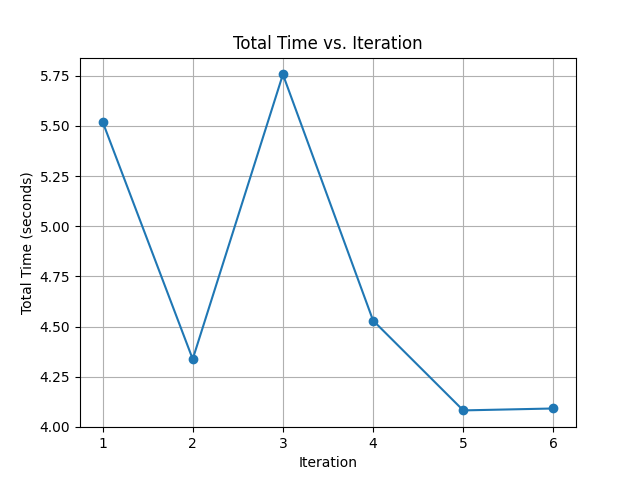 Total Time vs. Iteration
Total Time (seconds)
5.75
5.50
5.25
5.00
4.75
4.50
4.25
4.00
1 2 3 4 5 6
Iteration